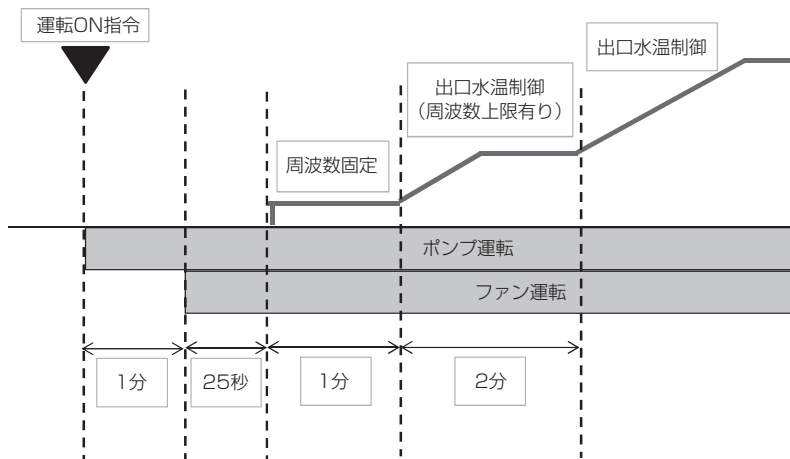 運転ON指令
出口水温制御
出口水温制御
（周波数上限有り）
周波数固定
ポンプ運転
ファン運転
1分
25秒
1分
2分